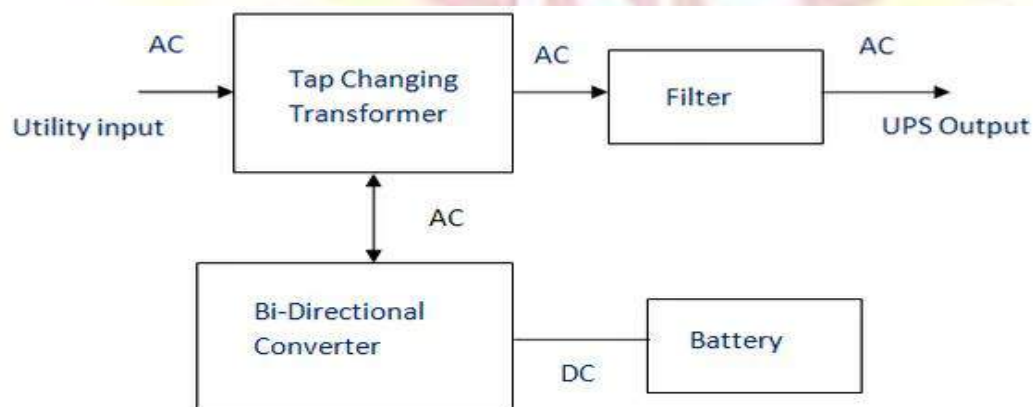 AC
Tap Changing
Transformer
AC
Filter
AC
Utility input
UPS Output
AC
Bi-Directional
Converter
Battery
DC